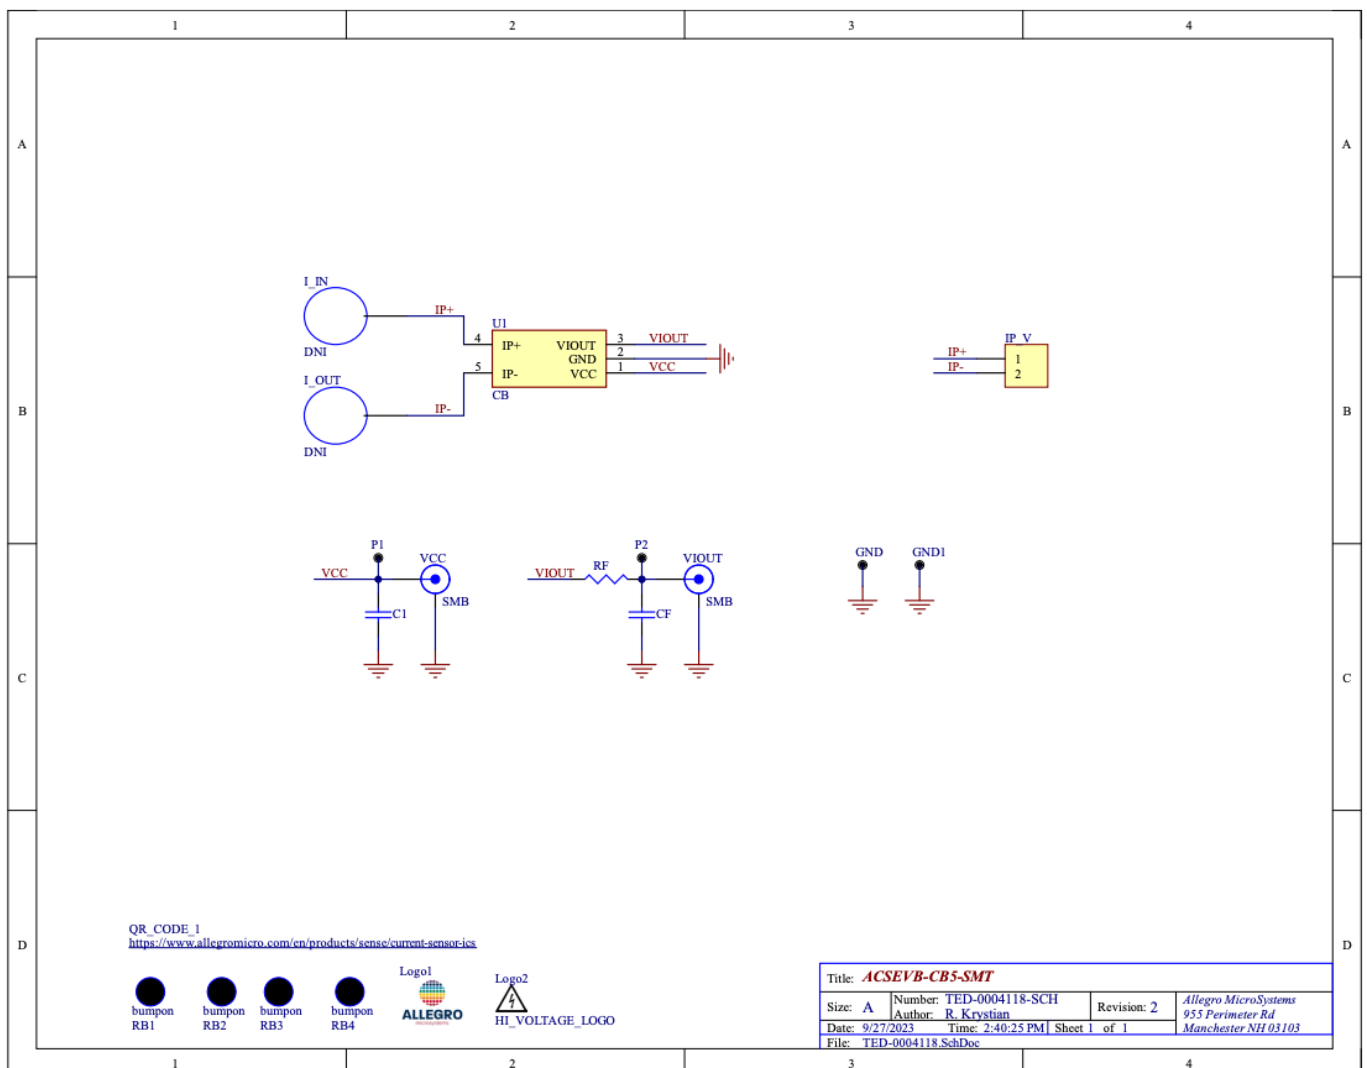 1 2 3 4
A A
I_IN
IP+
DNI
U1
4 IP+ VIOUT 3 VIOUT
GND 2
5 IP- VCC 1 VCC
CB
I_OUT
IP-
DNI
IP_V
IP+ 1
IP- 2
B B
P1
VCC
VCC
SMB
C1
P2
VIOUT RF
VIOUT
SMB
CF
GND GND1
C C
QR_CODE_1
https://www.allegromicro.com/en/products/sense/current-sensor-ics
D D
bumpon bumpon bumpon bumpon
RB1 RB2 RB3 RB4
Logo1
ALLEGRO
microsystems
Logo2
HI_VOLTAGE_LOGO
Title: ACSEVB-CB5-SMT
Size: A Number: TED-0004118-SCH Revision: 2
Author: R. Krystian
Date: 9/27/2023 Time: 2:40:25 PM Sheet 1 of 1
File: TED-0004118.SchDoc
Allegro MicroSystems
955 Perimeter Rd
Manchester NH 03103
1 2 3 4